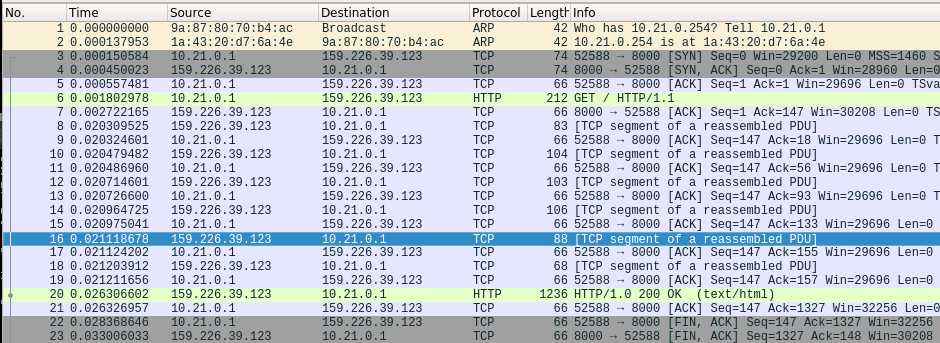 No. Time Source Destination Protocol Length Info
1 0.000000000 9a:87:80:70:b4:ac Broadcast ARP 42 Who has 10.21.0.254? Tell 10.21.0.1
2 0.000137953 1a:43:20:d7:6a:4e 9a:87:80:70:b4:ac ARP 42 10.21.0.254 is at 1a:43:20:d7:6a:4e
3 0.000150584 10.21.0.1 159.226.39.123 TCP 74 52588 → 8000 [SYN] Seq=0 Win=29200 Len=0 MSS=1460 S
4 0.000450023 159.226.39.123 10.21.0.1 TCP 74 8000 → 52588 [SYN, ACK] Seq=0 Ack=1 Win=28960 Len=0
5 0.000557481 10.21.0.1 159.226.39.123 TCP 66 52588 → 8000 [ACK] Seq=1 Ack=1 Win=29696 Len=0 TSva
6 0.001802978 10.21.0.1 159.226.39.123 HTTP 212 GET / HTTP/1.1
7 0.002722165 159.226.39.123 10.21.0.1 TCP 66 8000 → 52588 [ACK] Seq=1 Ack=147 Win=30208 Len=0 TS
8 0.020309525 159.226.39.123 10.21.0.1 TCP 83 [TCP segment of a reassembled PDU]
9 0.020324601 10.21.0.1 159.226.39.123 TCP 66 52588 → 8000 [ACK] Seq=147 Ack=18 Win=29696 Len=0 T
10 0.020479482 159.226.39.123 10.21.0.1 TCP 104 [TCP segment of a reassembled PDU]
11 0.020486960 10.21.0.1 159.226.39.123 TCP 66 52588 → 8000 [ACK] Seq=147 Ack=56 Win=29696 Len=0 T
12 0.020714601 159.226.39.123 10.21.0.1 TCP 103 [TCP segment of a reassembled PDU]
13 0.020726600 10.21.0.1 159.226.39.123 TCP 66 52588 → 8000 [ACK] Seq=147 Ack=93 Win=29696 Len=0 T
14 0.020964725 159.226.39.123 10.21.0.1 TCP 106 [TCP segment of a reassembled PDU]
15 0.020975041 10.21.0.1 159.226.39.123 TCP 66 52588 → 8000 [ACK] Seq=147 Ack=133 Win=29696 Len=0
16 0.021118678 159.226.39.123 10.21.0.1 TCP 88 [TCP segment of a reassembled PDU]
17 0.021124202 10.21.0.1 159.226.39.123 TCP 66 52588 → 8000 [ACK] Seq=147 Ack=155 Win=29696 Len=0
18 0.021203912 159.226.39.123 10.21.0.1 TCP 68 [TCP segment of a reassembled PDU]
19 0.021211656 10.21.0.1 159.226.39.123 TCP 66 52588 → 8000 [ACK] Seq=147 Ack=157 Win=29696 Len=0
20 0.026306602 159.226.39.123 10.21.0.1 HTTP 1236 HTTP/1.0 200 OK (text/html)
21 0.026326957 10.21.0.1 159.226.39.123 TCP 66 52588 → 8000 [ACK] Seq=147 Ack=1327 Win=32256 Len=0
22 0.028368646 10.21.0.1 159.226.39.123 TCP 66 52588 → 8000 [FIN, ACK] Seq=147 Ack=1327 Win=32256
23 0.033006033 159.226.39.123 10.21.0.1 TCP 66 8000 → 52588 [FIN, ACK] Seq=1327 Ack=148 Win=30208